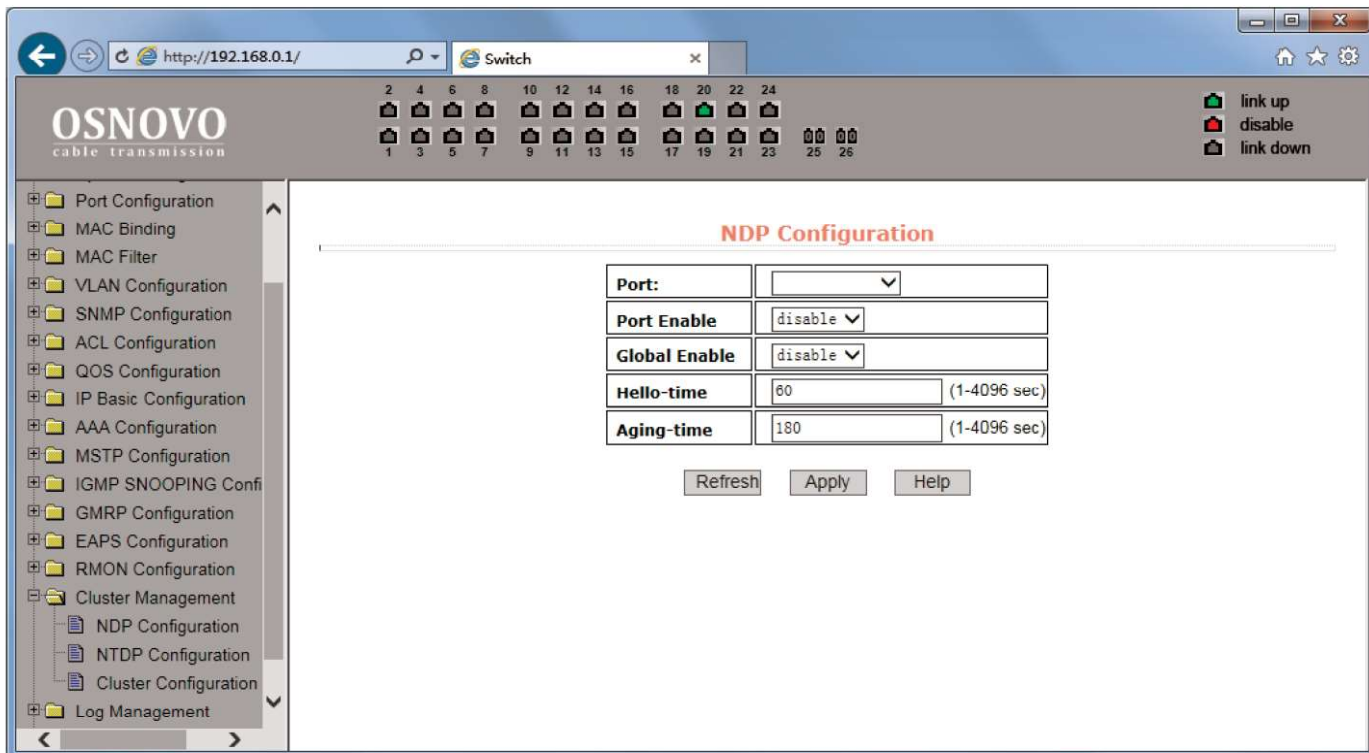 http://192.168.0.1/
Switch
OSNOVO
cable transmission
2 4 6 8 10 12 14 16 18 20 22 24
1 3 5 7 9 11 13 15 17 19 21 23 25 26
link up
disable
link down
Port Configuration
MAC Binding
MAC Filter
VLAN Configuration
SNMP Configuration
ACL Configuration
QOS Configuration
IP Basic Configuration
AAA Configuration
MSTP Configuration
IGMP SNOOPING Confi
GMRP Configuration
EAPS Configuration
RMON Configuration
Cluster Management
NDP Configuration
NTDP Configuration
Cluster Configuration
Log Management
NDP Configuration
Port:
Port Enable disable
Global Enable disable
Hello-time 60 (1-4096 sec)
Aging-time 180 (1-4096 sec)
Refresh Apply Help